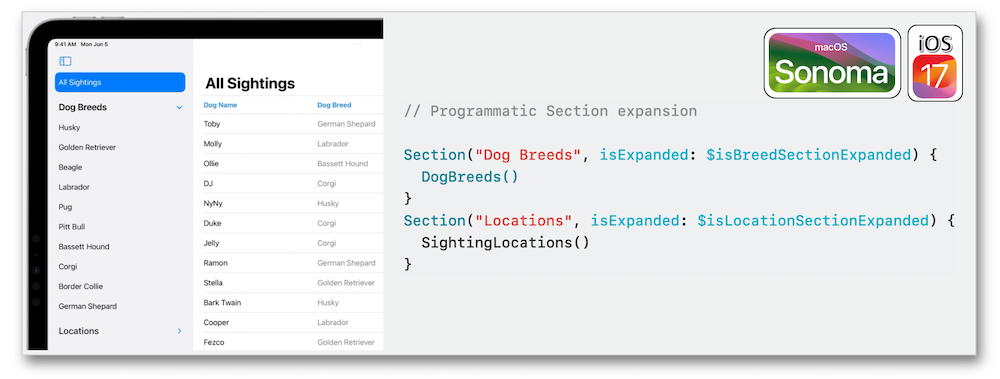 9:41 AM Mon Jun 5
All Sightings
Dog Breeds
Husky
Golden Retriever
Beagle
Labrador
Pug
Pitt Bull
Bassett Hound
Corgi
Border Collie
German Shepard
Locations
All Sightings
Dog Name Dog Breed
Toby German Shepard
Molly Labrador
Ollie Bassett Hound
DJ Corgi
NyNy Husky
Duke Corgi
Jelly Corgi
Ramon German Shepard
Stella Golden Retriever
Bark Twain Husky
Cooper Labrador
Fezco Golden Retriever
macOS
Sonoma
iOS
17
// Programmatic Section expansion
Section("Dog Breeds", isExpanded: $isBreedSectionExpanded) {
DogBreeds()
}
Section("Locations", isExpanded: $isLocationSectionExpanded) {
SightingLocations()
}